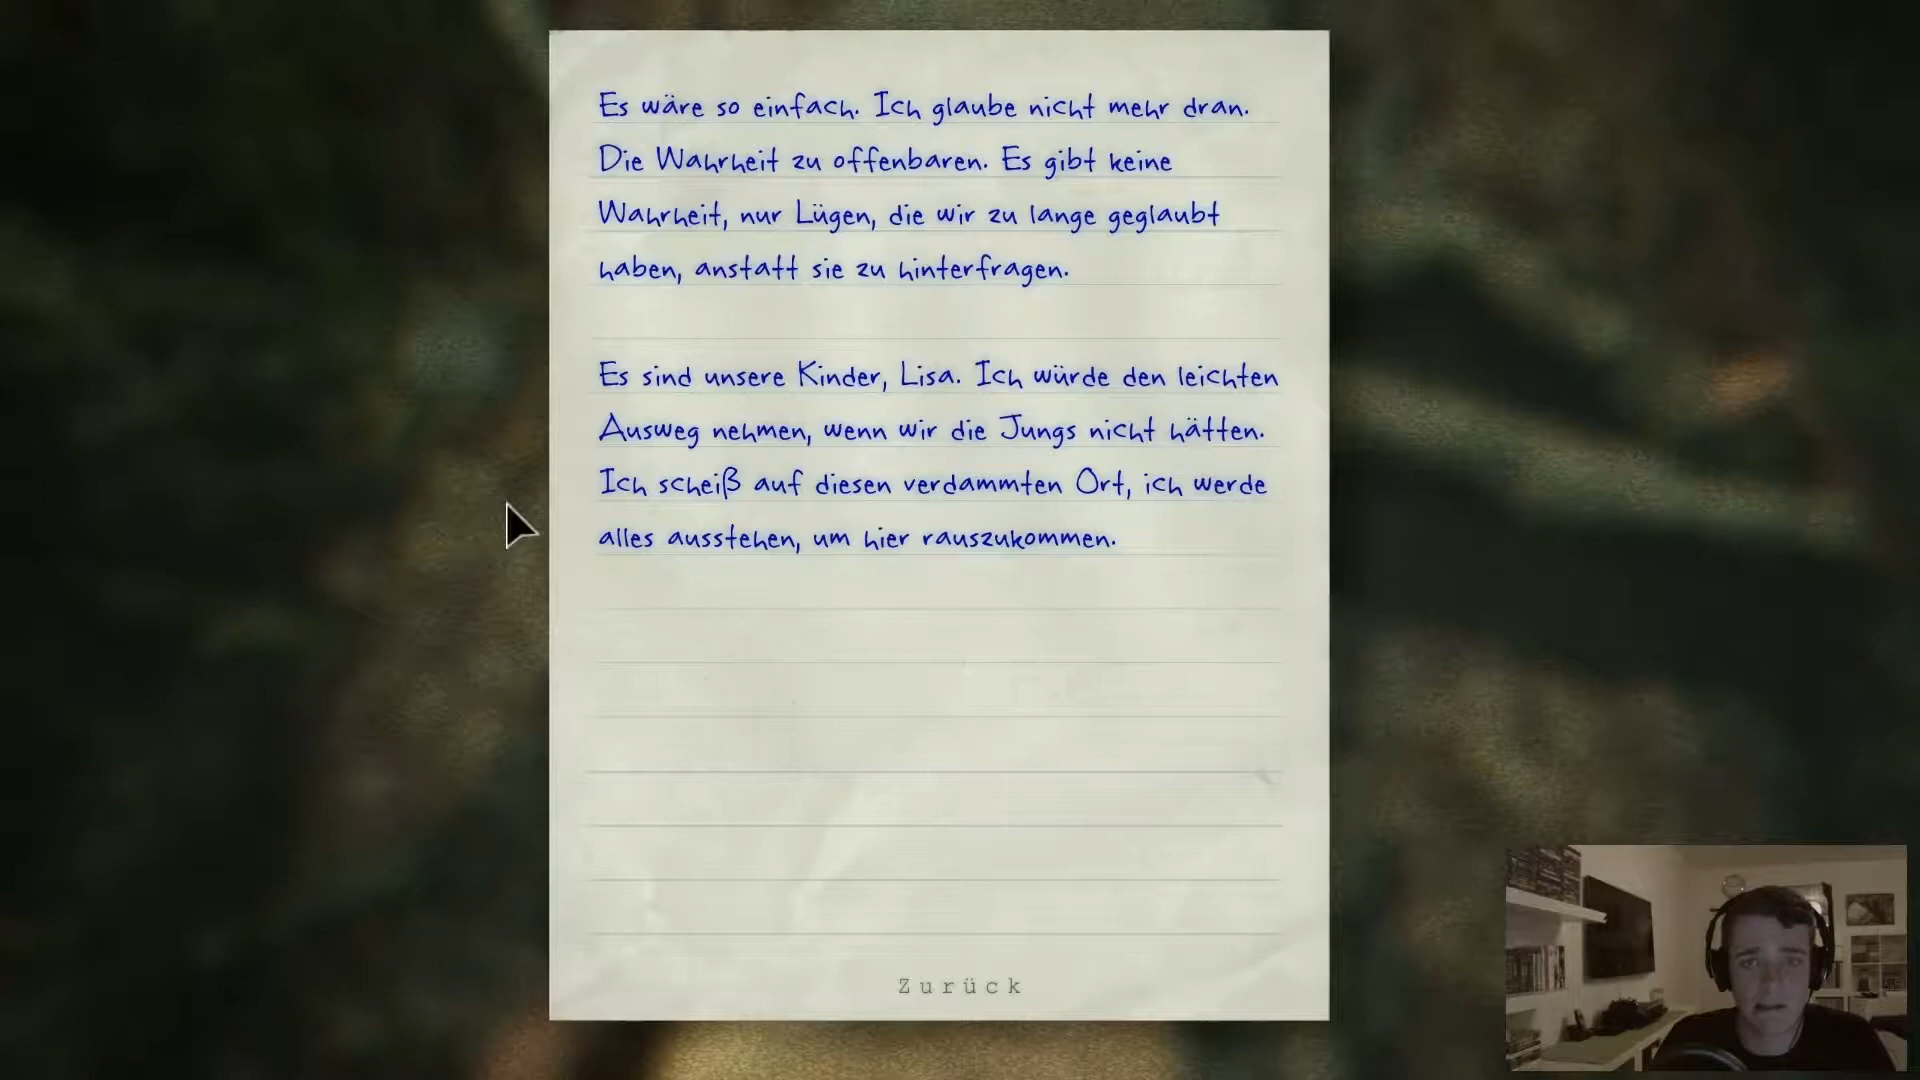 Es wäre so einfach. Ich glaube nicht mehr dran.
Die Wahrheit zu offenbaren. Es gibt keine
Wahrheit, nur Lügen, die wir zu lange geglaubt
haben, anstatt sie zu hinterfragen.
Es sind unsere Kinder, Lisa. Ich würde den leichten
Ausweg nehmen, wenn wir die Jungs nicht hätten.
Ich scheiß auf diesen verdammten Ort, ich werde
alles ausstehen, um hier rauszukommen.
Zurück